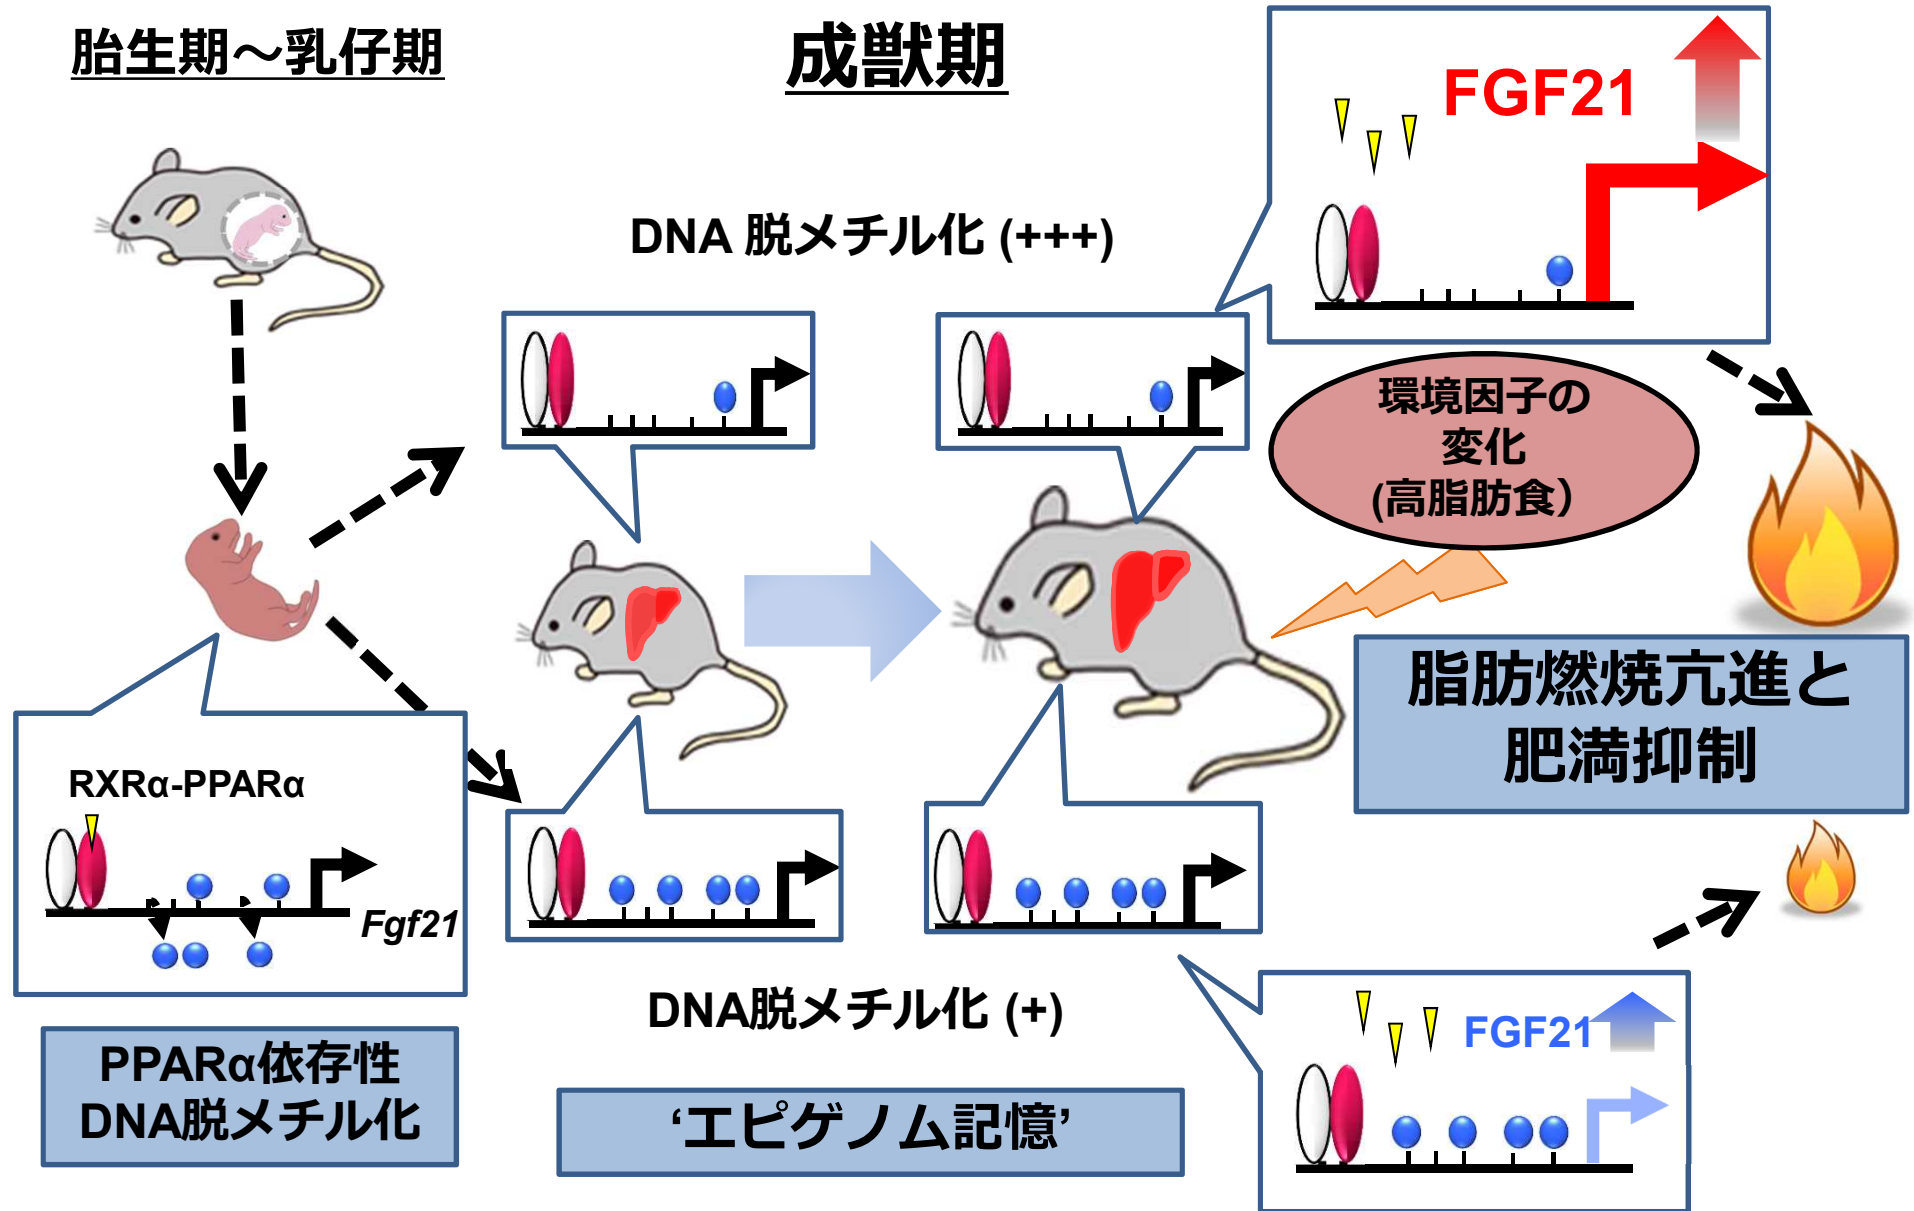 胎生期～乳仔期
成獣期
FGF21
DNA 脱メチル化 (+++)
環境因子の
変化
(高脂肪食）
脂肪燃焼亢進と
肥満抑制
RXRα-PPARα
Fgf21
DNA脱メチル化 (+)
FGF21
PPARα依存性
DNA脱メチル化
‘エピゲノム記憶’